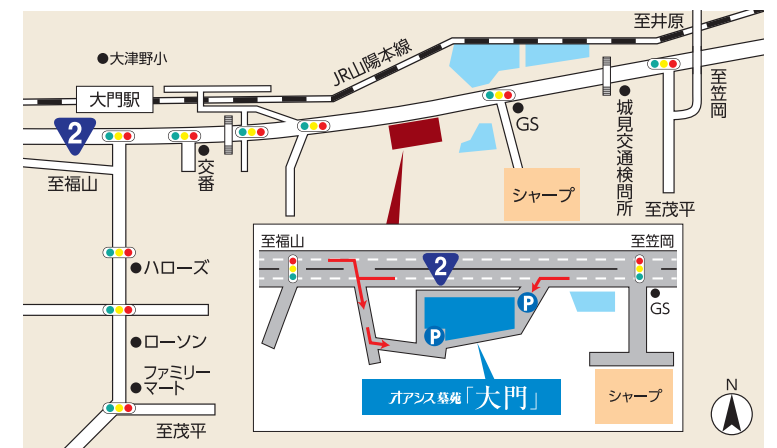 至井原
大津野小
JR山陽本線
大門駅
至笠岡
2
GS
城見交通検問所
交番
至福山
シャープ
至茂平
至福山
至笠岡
2
ハローズ
P
GS
P
ローソン
ファミリー
マート
オアシス墓苑「大門」
シャープ
N
至茂平